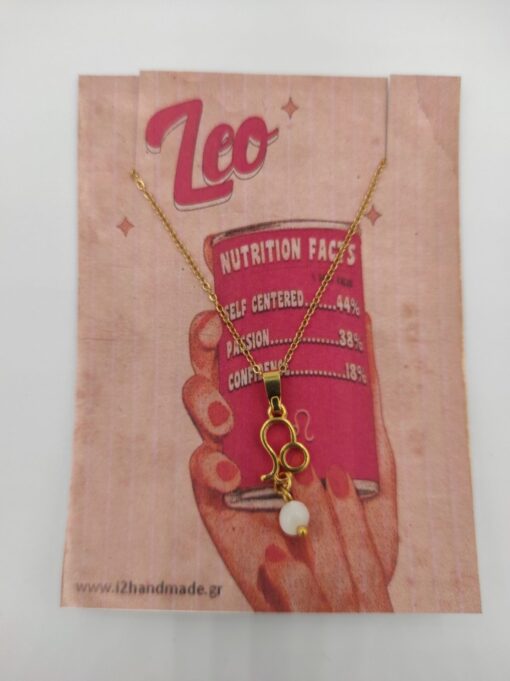 Leo
NUTRITION FACTS
SELF CENTERED.......44%
PASSION...............38%
CONFIDENCE............18%
www.i2handmade.gr